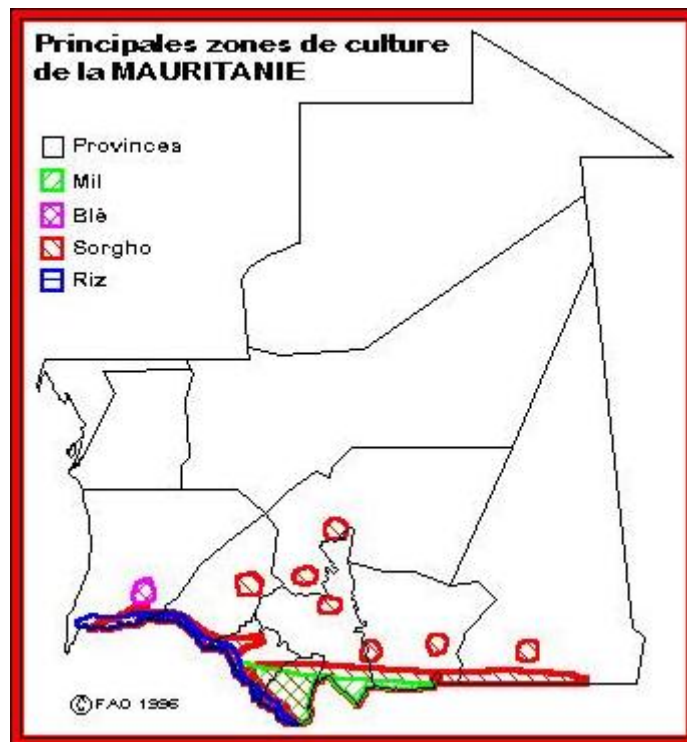 Principales zones de culture
de la MAURITANIE
Provinces
Mil
Blé
Sorgho
Riz
© FAO 1996